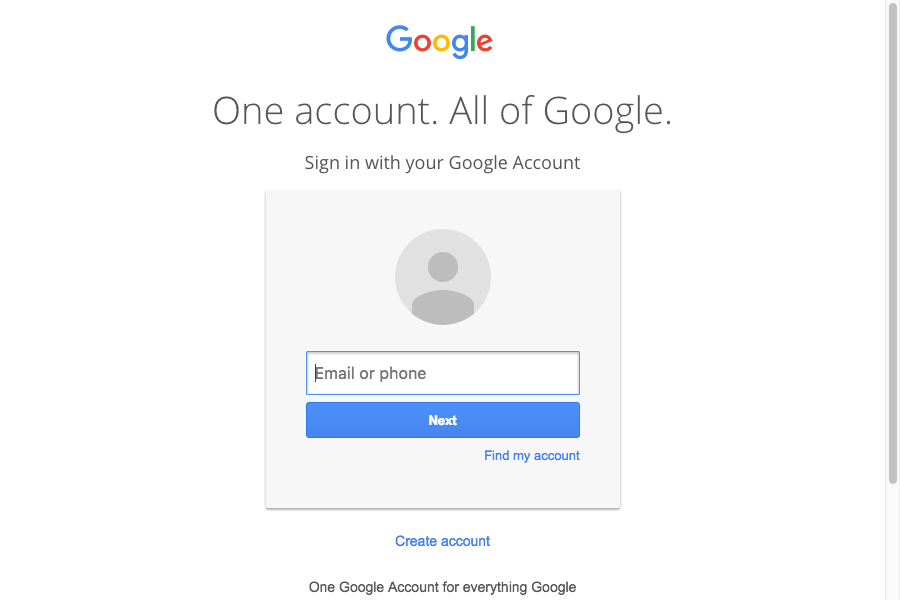 Google
One account. All of Google.
Sign in with your Google Account
Email or phone
Next
Find my account
Create account
One Google Account for everything Google